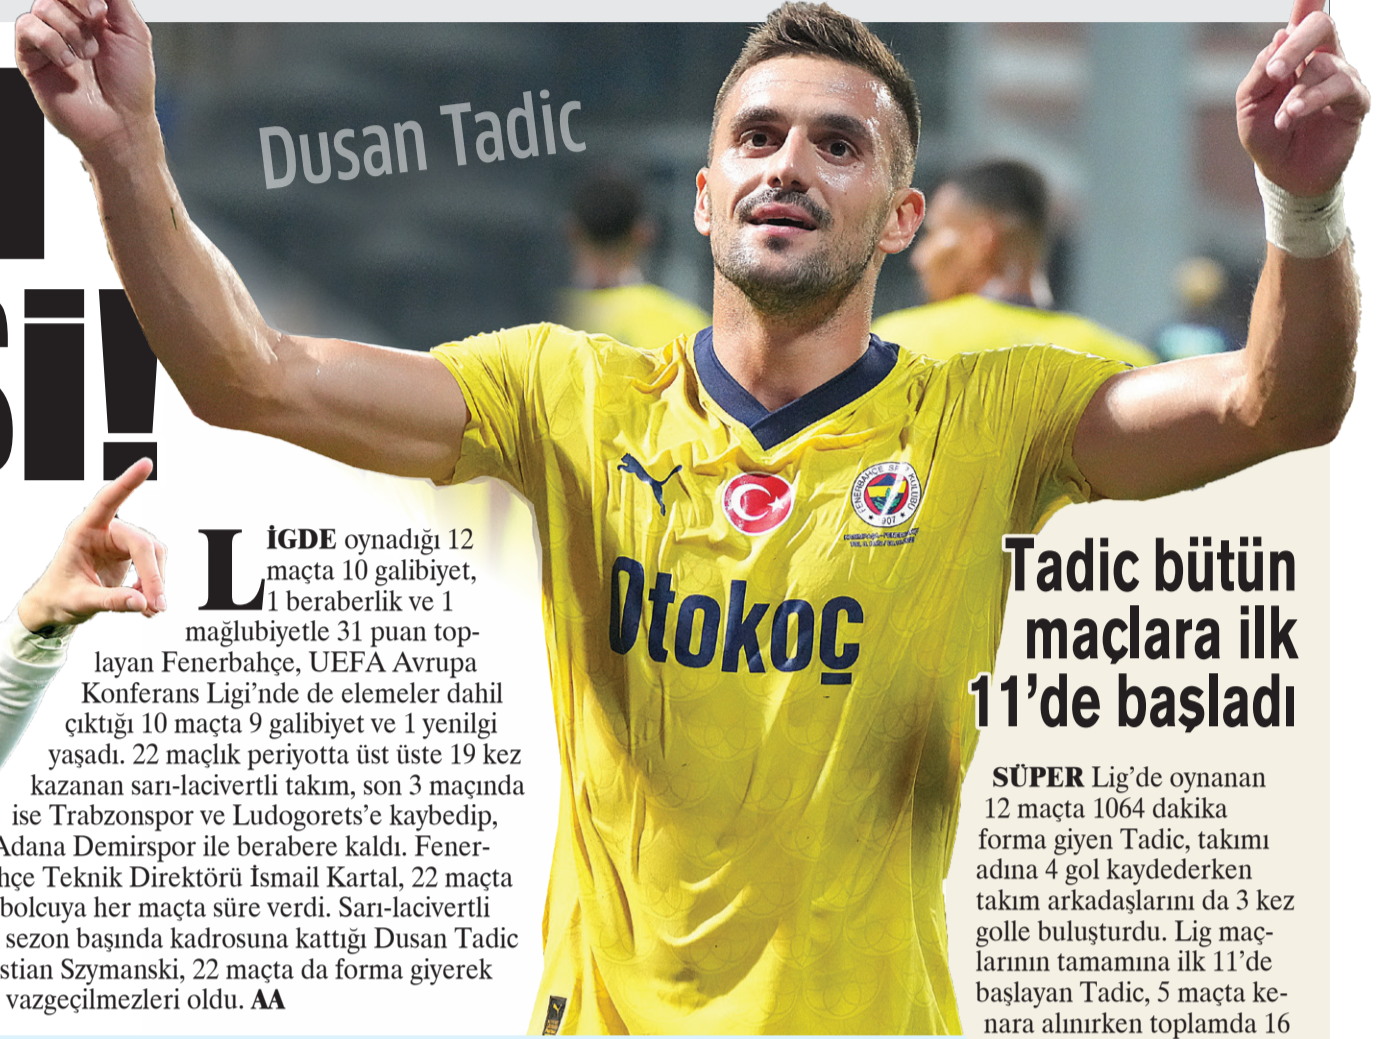 Dusan Tadic
si!
LİGDE oynadığı 12
maçta 10 galibiyet,
1 beraberlik ve 1
mağlubiyetle 31 puan top-
layan Fenerbahçe, UEFA Avrupa
Konferans Ligi’nde de elemeler dahil
çıktığı 10 maçta 9 galibiyet ve 1 yenilgi
yaşadı. 22 maçlık periyotta üst üste 19 kez
kazanan sarı-lacivertli takım, son 3 maçında
ise Trabzonspor ve Ludogorets’e kaybedip,
Adana Demirspor ile berabere kaldı. Fener-
hçe Teknik Direktörü İsmail Kartal, 22 maçta
bolcuya her maçta süre verdi. Sarı-lacivertli
sezon başında kadrosuna kattığı Dusan Tadic
stian Szymanski, 22 maçta da forma giyerek
vazgeçilmezleri oldu. AA
FENERBAHÇE SPOR KULÜBÜ
1907
Otokoç
Tadic bütün
maçlara ilk
11’de başladı
SÜPER Lig’de oynanan
12 maçta 1064 dakika
forma giyen Tadic, takımı
adına 4 gol kaydederken
takım arkadaşlarını da 3 kez
golle buluşturdu. Lig maç-
larının tamamına ilk 11’de
başlayan Tadic, 5 maçta ke-
nara alınırken toplamda 16